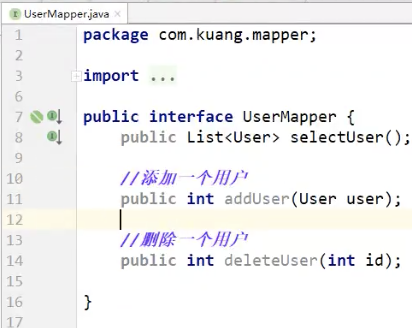 UserMapper.java
1 package com.kuang.mapper;
2
3 import ...
6
7 public interface UserMapper {
8 public List<User> selectUser();
9
10 //添加一个用户
11 public int addUser(User user);
12
13 //删除一个用户
14 public int deleteUser(int id);
15
16 }
17